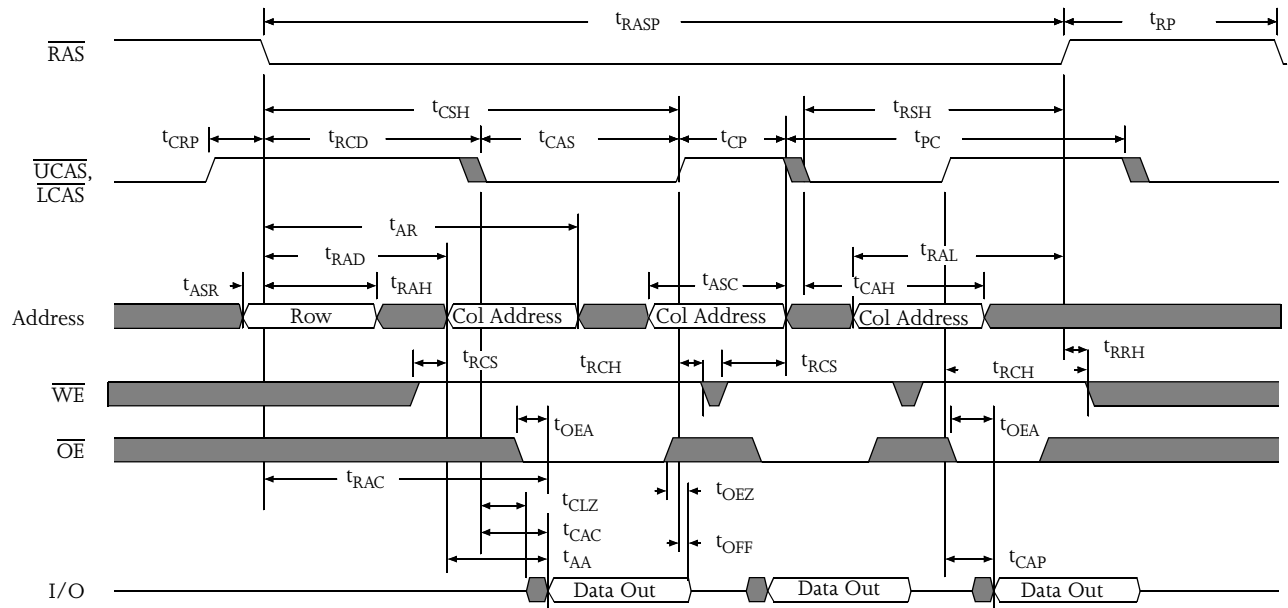 tRASP
tRP
RAS
tCSH
tRSH
tCRP
tRCD
tCAS
tCP
tPC
UCAS,
LCAS
tAR
tRAD
tRAL
tASR
tRAH
tASC
tCAH
Address
Row
Col Address
Col Address
Col Address
tRCS
tRCH
tRCS
tRCH
tRRH
WE
tOEA
tOEA
OE
tRAC
tCLZ
tOEZ
tCAC
tOFF
tAA
tCAP
I/O
Data Out
Data Out
Data Out